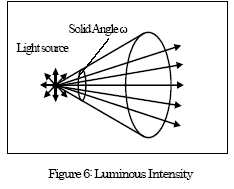 Solid Angle ω
Light source
Figure 6: Luminous Intensity